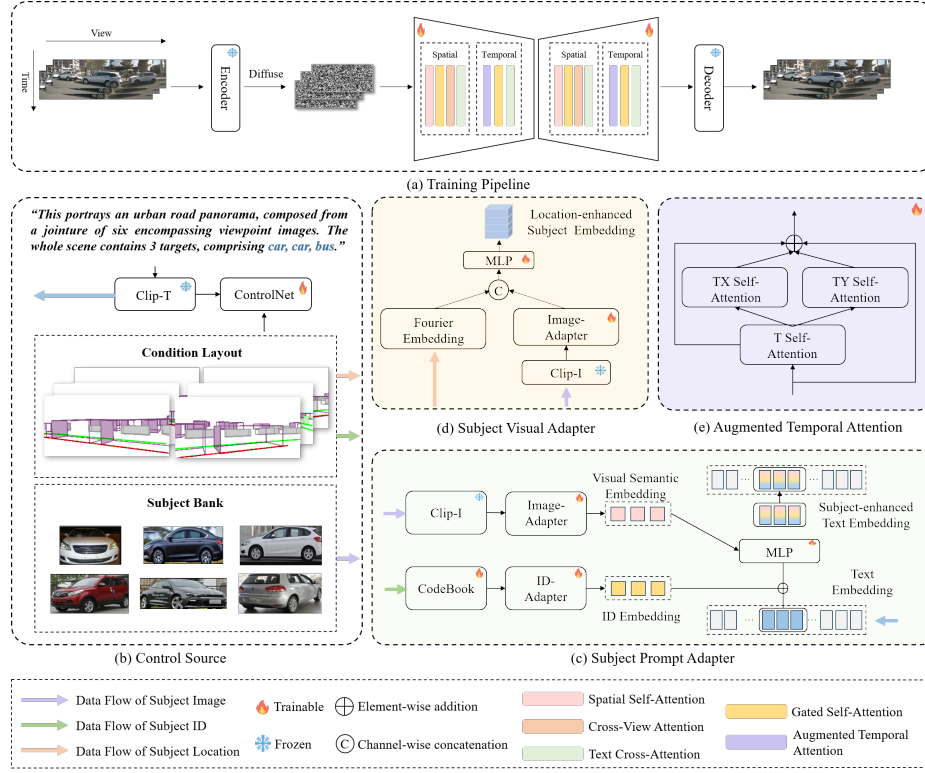 View
Time
Encoder
Diffuse
Spatial
Temporal
Spatial
Temporal
Decoder
(a) Training Pipeline
“This portrays an urban road panorama, composed from
a jointure of six encompassing viewpoint images. The
whole scene contains 3 targets, comprising car, car, bus.”
Clip-T
ControlNet
Condition Layout
Subject Bank
(b) Control Source
Location-enhanced
Subject Embedding
MLP
C
Fourier
Embedding
Image-
Adapter
Clip-I
(d) Subject Visual Adapter
TX Self-
Attention
TY Self-
Attention
T Self-
Attention
(e) Augmented Temporal Attention
Clip-I
Image-
Adapter
Visual Semantic
Embedding
...
...
Subject-enhanced
Text Embedding
MLP
CodeBook
ID-
Adapter
ID Embedding
Text
Embedding
...
...
(c) Subject Prompt Adapter
Data Flow of Subject Image
Data Flow of Subject ID
Data Flow of Subject Location
Trainable
Frozen
Element-wise addition
C
Channel-wise concatenation
Spatial Self-Attention
Cross-View Attention
Text Cross-Attention
Gated Self-Attention
Augmented Temporal
Attention